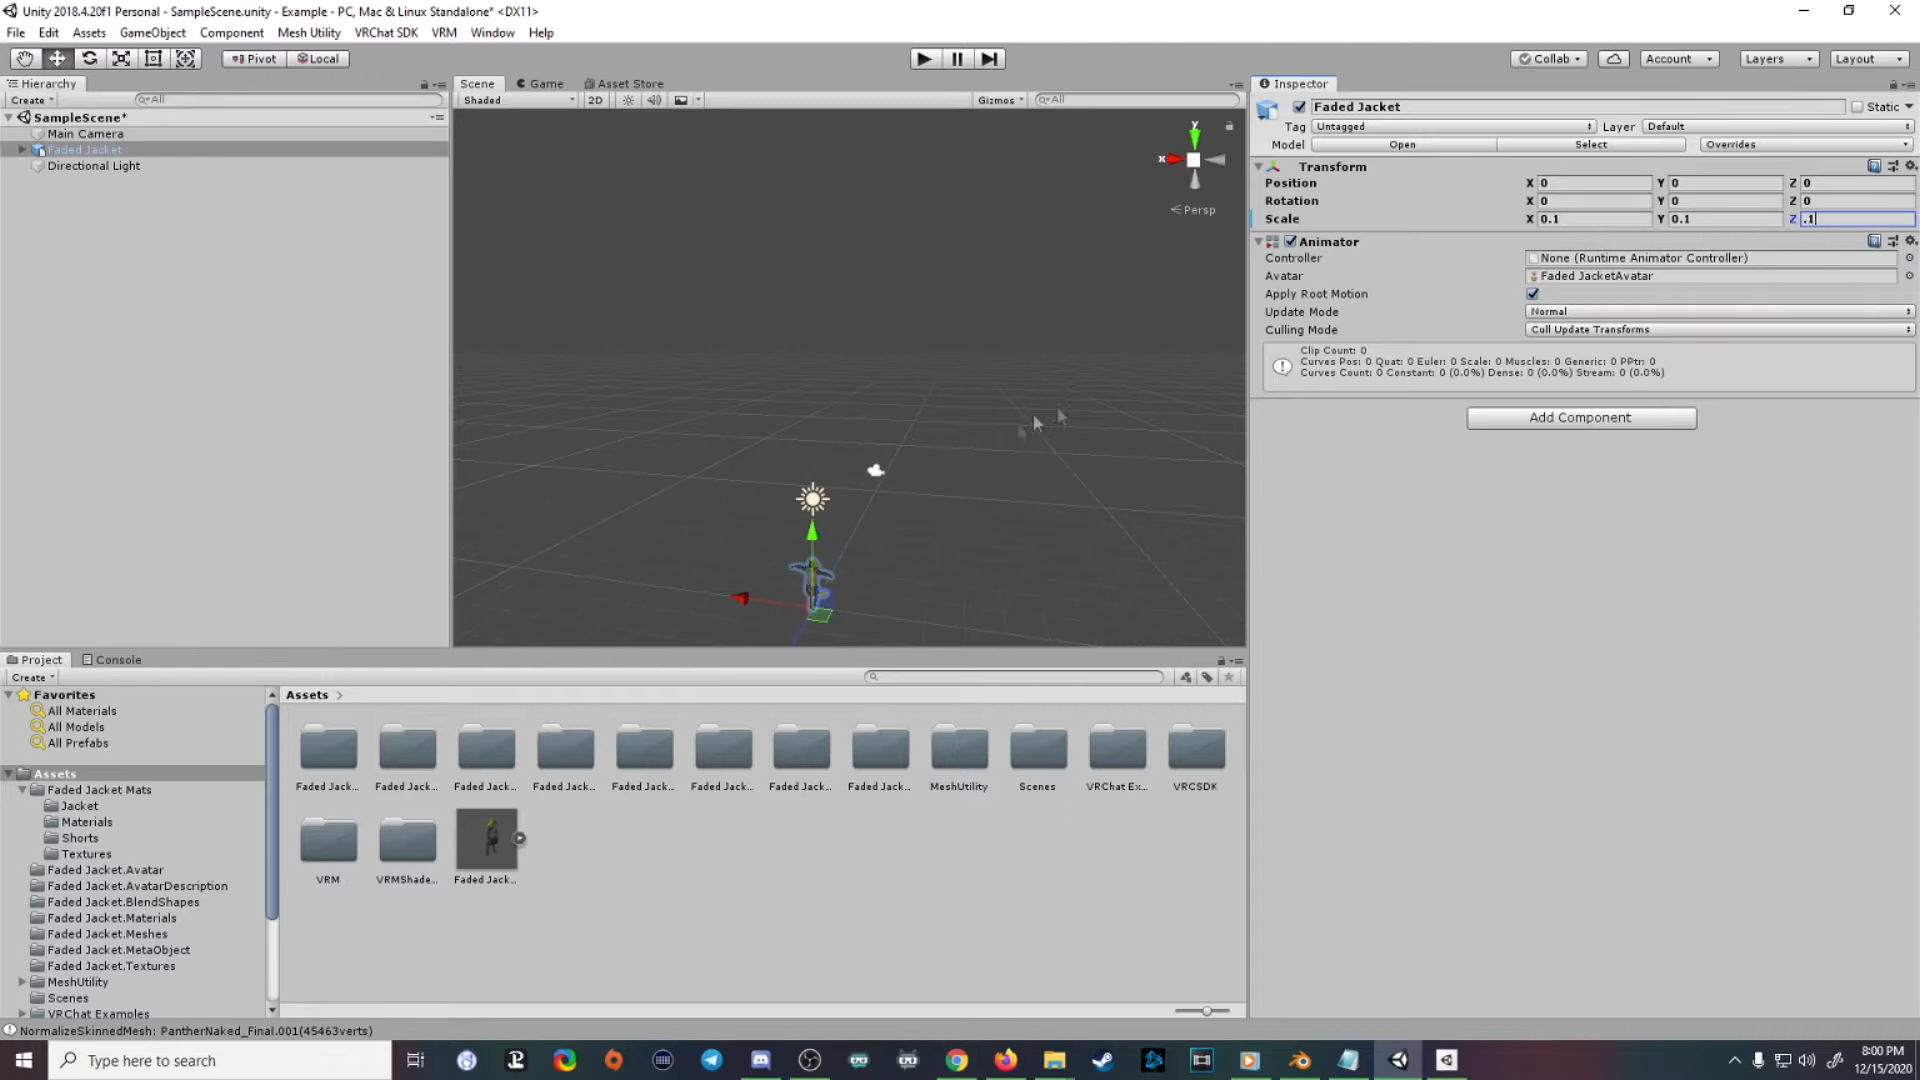 Unity 2018.4.20f1 Personal - SampleScene.unity - Example - PC, Mac & Linux Standalone* <DX11>
File Edit Assets GameObject Component Mesh Utility VRChat SDK VRM Window Help
Pivot Local Collab Account Layers Layout
Hierarchy
Create All
SampleScene*
Main Camera
Faded Jacket
Directional Light
Scene Game Asset Store
Shaded 2D Gizmos All
y
x
Persp
Inspector
Faded Jacket Static
Tag Untagged Layer Default
Model Open Select Overrides
Transform
Position X 0 Y 0 Z 0
Rotation X 0 Y 0 Z 0
Scale X 0.1 Y 0.1 Z .1
Animator
Controller None (Runtime Animator Controller)
Avatar Faded JacketAvatar
Apply Root Motion
Update Mode Normal
Culling Mode Cull Update Transforms
Clip Count: 0
Curves Pos: 0 Quat: 0 Euler: 0 Scale: 0 Muscles: 0 Generic: 0 PPtr: 0
Curves Count: 0 Constant: 0 (0.0%) Dense: 0 (0.0%) Stream: 0 (0.0%)
Add Component
Project Console
Create
Favorites
All Materials
All Models
All Prefabs
Assets
Faded Jacket Mats
Jacket
Materials
Shorts
Textures
Faded Jacket.Avatar
Faded Jacket.AvatarDescription
Faded Jacket.BlendShapes
Faded Jacket.Materials
Faded Jacket.Meshes
Faded Jacket.MetaObject
Faded Jacket.Textures
MeshUtility
Scenes
VRChat Examples
Assets
Faded Jack... Faded Jack... Faded Jack... Faded Jack... Faded Jack... Faded Jack... Faded Jack... Faded Jack... MeshUtility Scenes VRChat Ex... VRCSDK
VRM VRMShade... Faded Jack...
NormalizeSkinnedMesh: PantherNaked_Final.001(45463verts)
Type here to search
8:00 PM
12/15/2020